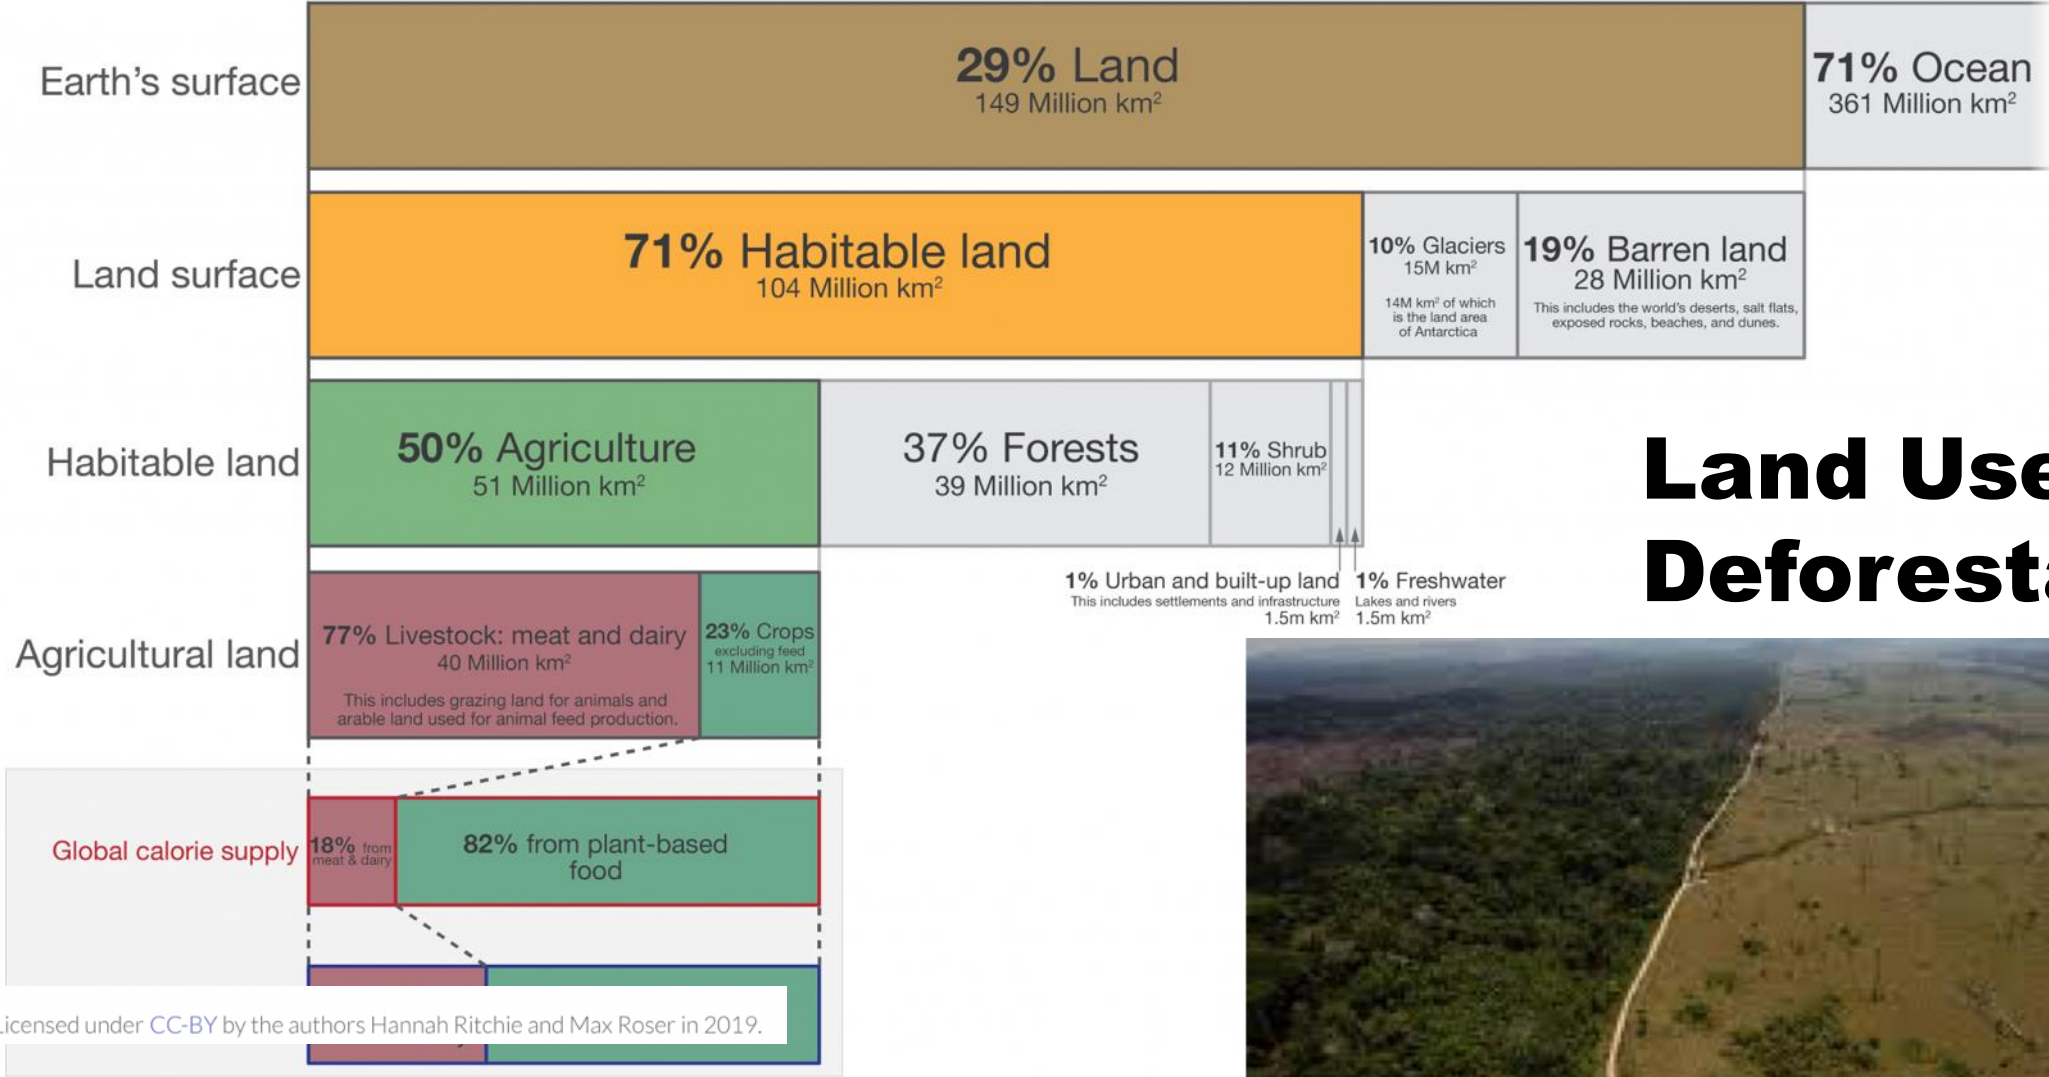 Earth's surface
29% Land
149 Million km²
71% Ocean
361 Million km²
Land surface
71% Habitable land
104 Million km²
10% Glaciers
15M km²
14M km² of which
is the land area
of Antarctica
19% Barren land
28 Million km²
This includes the world's deserts, salt flats,
exposed rocks, beaches, and dunes.
Habitable land
50% Agriculture
51 Million km²
37% Forests
39 Million km²
11% Shrub
12 Million km²
1% Urban and built-up land
This includes settlements and infrastructure
1.5m km²
1% Freshwater
Lakes and rivers
1.5m km²
Land Use
Deforesta
Agricultural land
77% Livestock: meat and dairy
40 Million km²
This includes grazing land for animals and
arable land used for animal feed production.
23% Crops
excluding feed
11 Million km²
Global calorie supply
18% from
meat & dairy
82% from plant-based
food
icensed under CC-BY by the authors Hannah Ritchie and Max Roser in 2019.